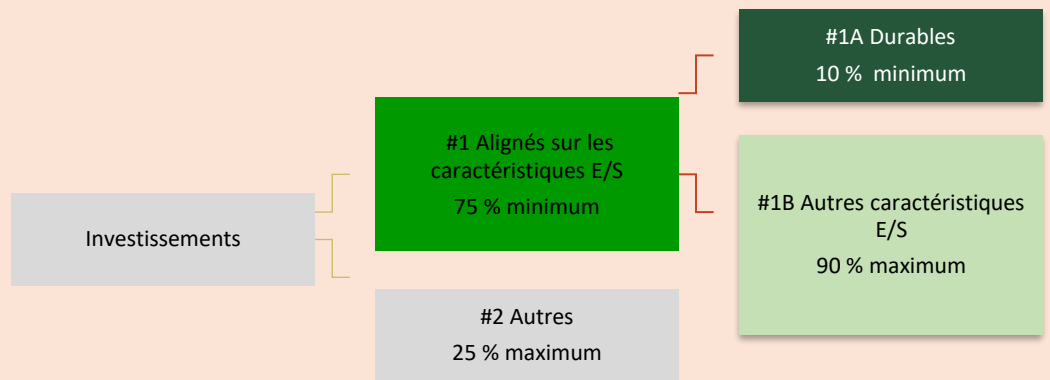 #1A Durables
10 % minimum
#1 Alignés sur les
caractéristiques E/S
75 % minimum
#1B Autres caractéristiques
E/S
90 % maximum
Investissements
#2 Autres
25 % maximum